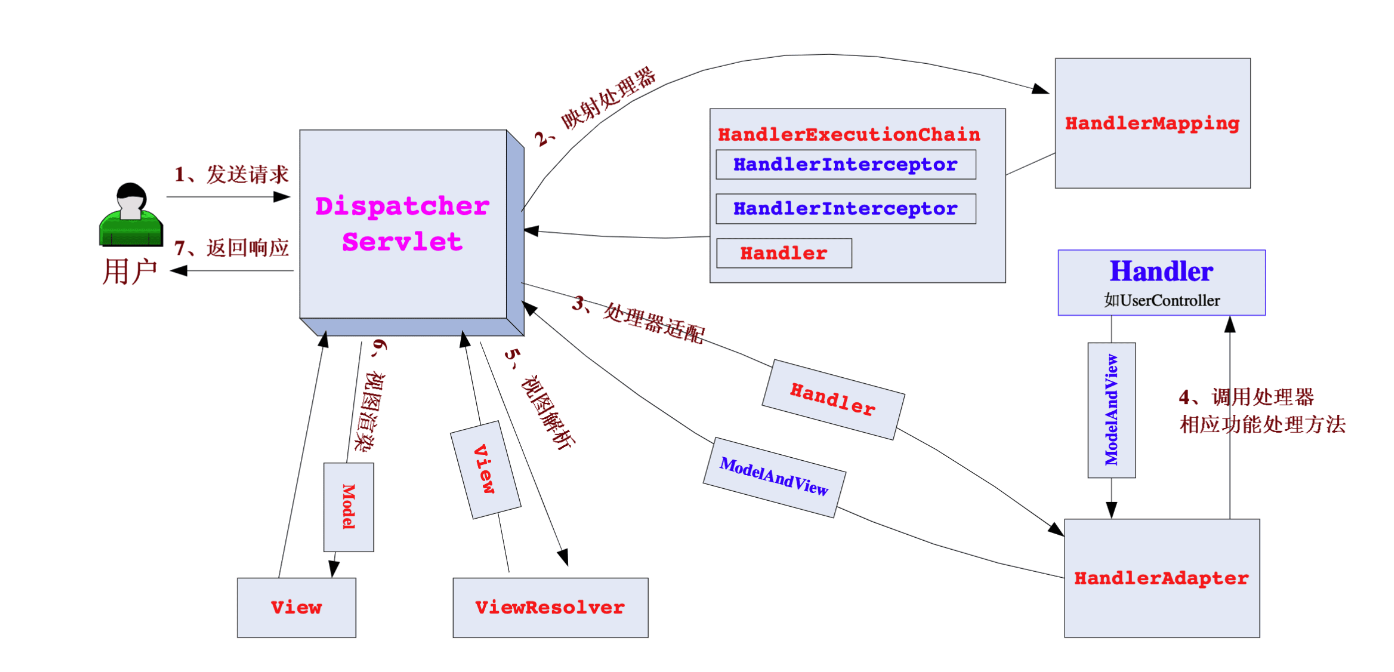 2、映射处理器
HandlerMapping
HandlerExecutionChain
HandlerInterceptor
HandlerInterceptor
Handler
1、发送请求
Dispatcher
Servlet
7、返回响应
用户
Handler
如UserController
3、处理器适配
Handler
ModelAndView
ModelAndView
4、调用处理器
相应功能处理方法
6、视图渲染
5、视图解析
View
Model
View
ViewResolver
HandlerAdapter